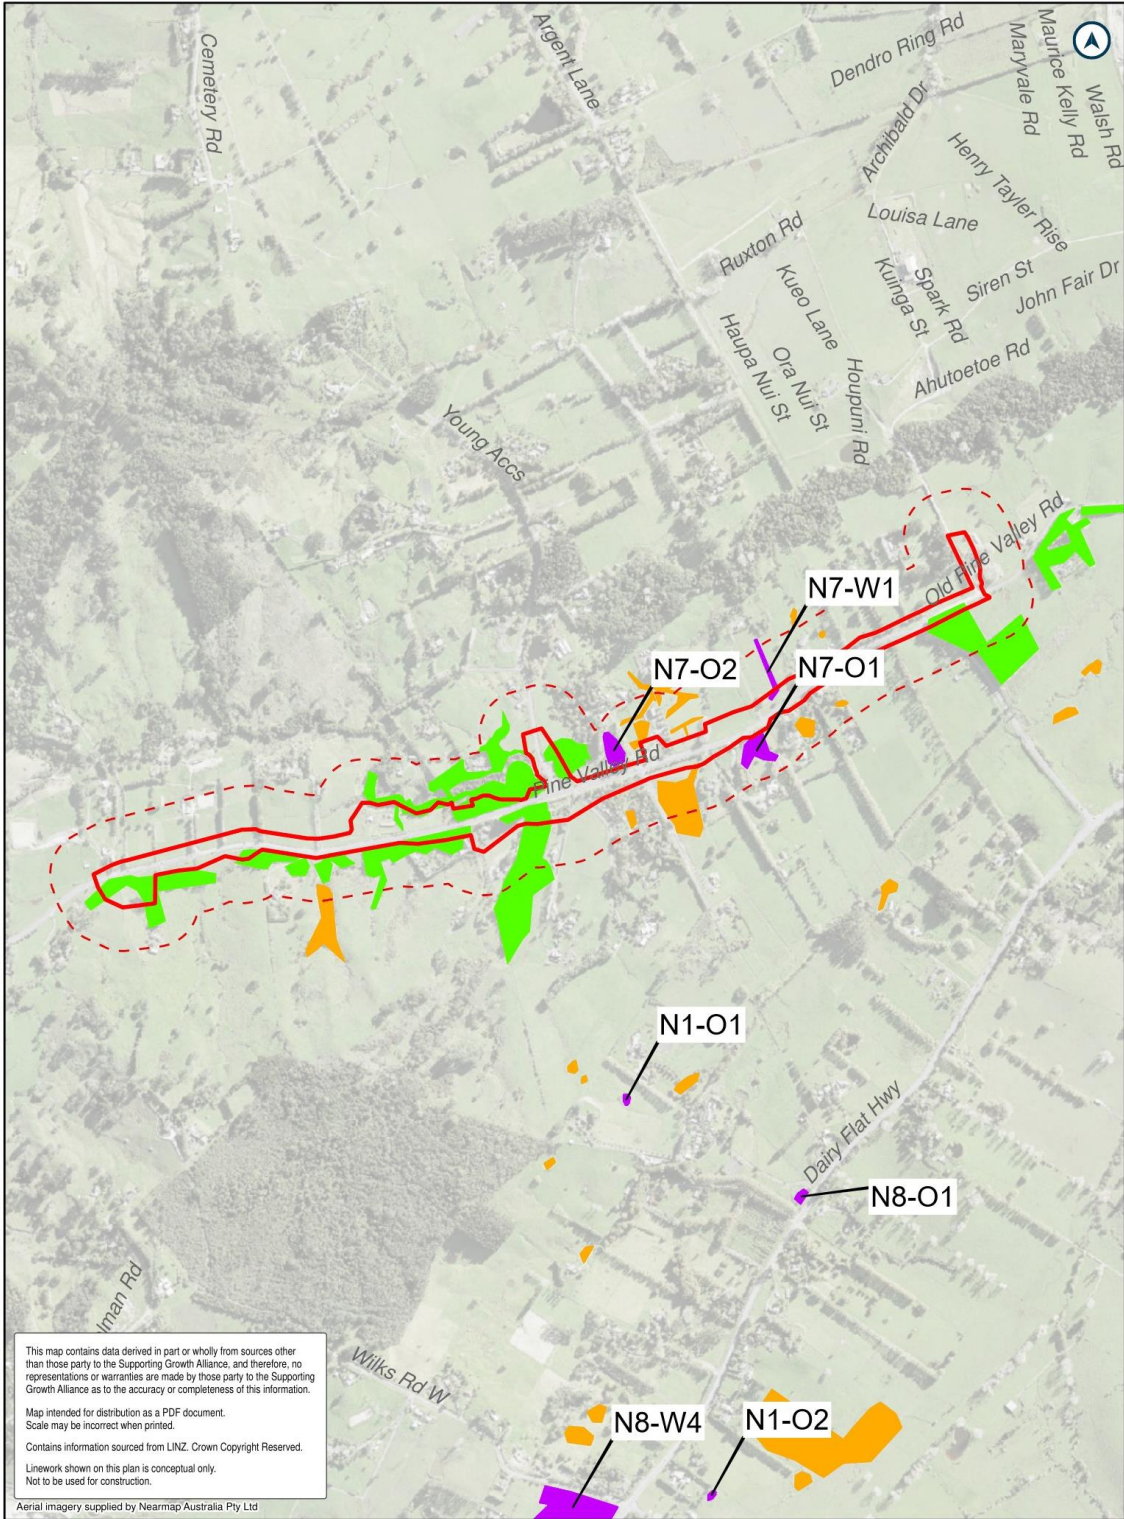 Cemetery Rd
Argent Lane
Dendro Ring Rd
Maurice Kelly Rd
Maryvale Rd
Walsh Rd
Archibald Dr
Henry Tayler Rise
Louisa Lane
Ruxton Rd
Kueo Lane
Kuinga St
Spark Rd
Siren St
John Fair Dr
Haupa Nui St
Ora Nui St
Houpuni Rd
Ahutoetoe Rd
Young Accs
Old Pine Valley Rd
N7-W1
N7-O2
N7-O1
Pine Valley Rd
N1-O1
Dairy Flat Hwy
N8-O1
lman Rd
Wilks Rd W
N8-W4
N1-O2
This map contains data derived in part or wholly from sources other
than those party to the Supporting Growth Alliance, and therefore, no
representations or warranties are made by those party to the Supporting
Growth Alliance as to the accuracy or completeness of this information.
Map intended for distribution as a PDF document.
Scale may be incorrect when printed.
Contains information sourced from LINZ. Crown Copyright Reserved.
Linework shown on this plan is conceptual only.
Not to be used for construction.
Aerial imagery supplied by Nearmap Australia Pty Ltd